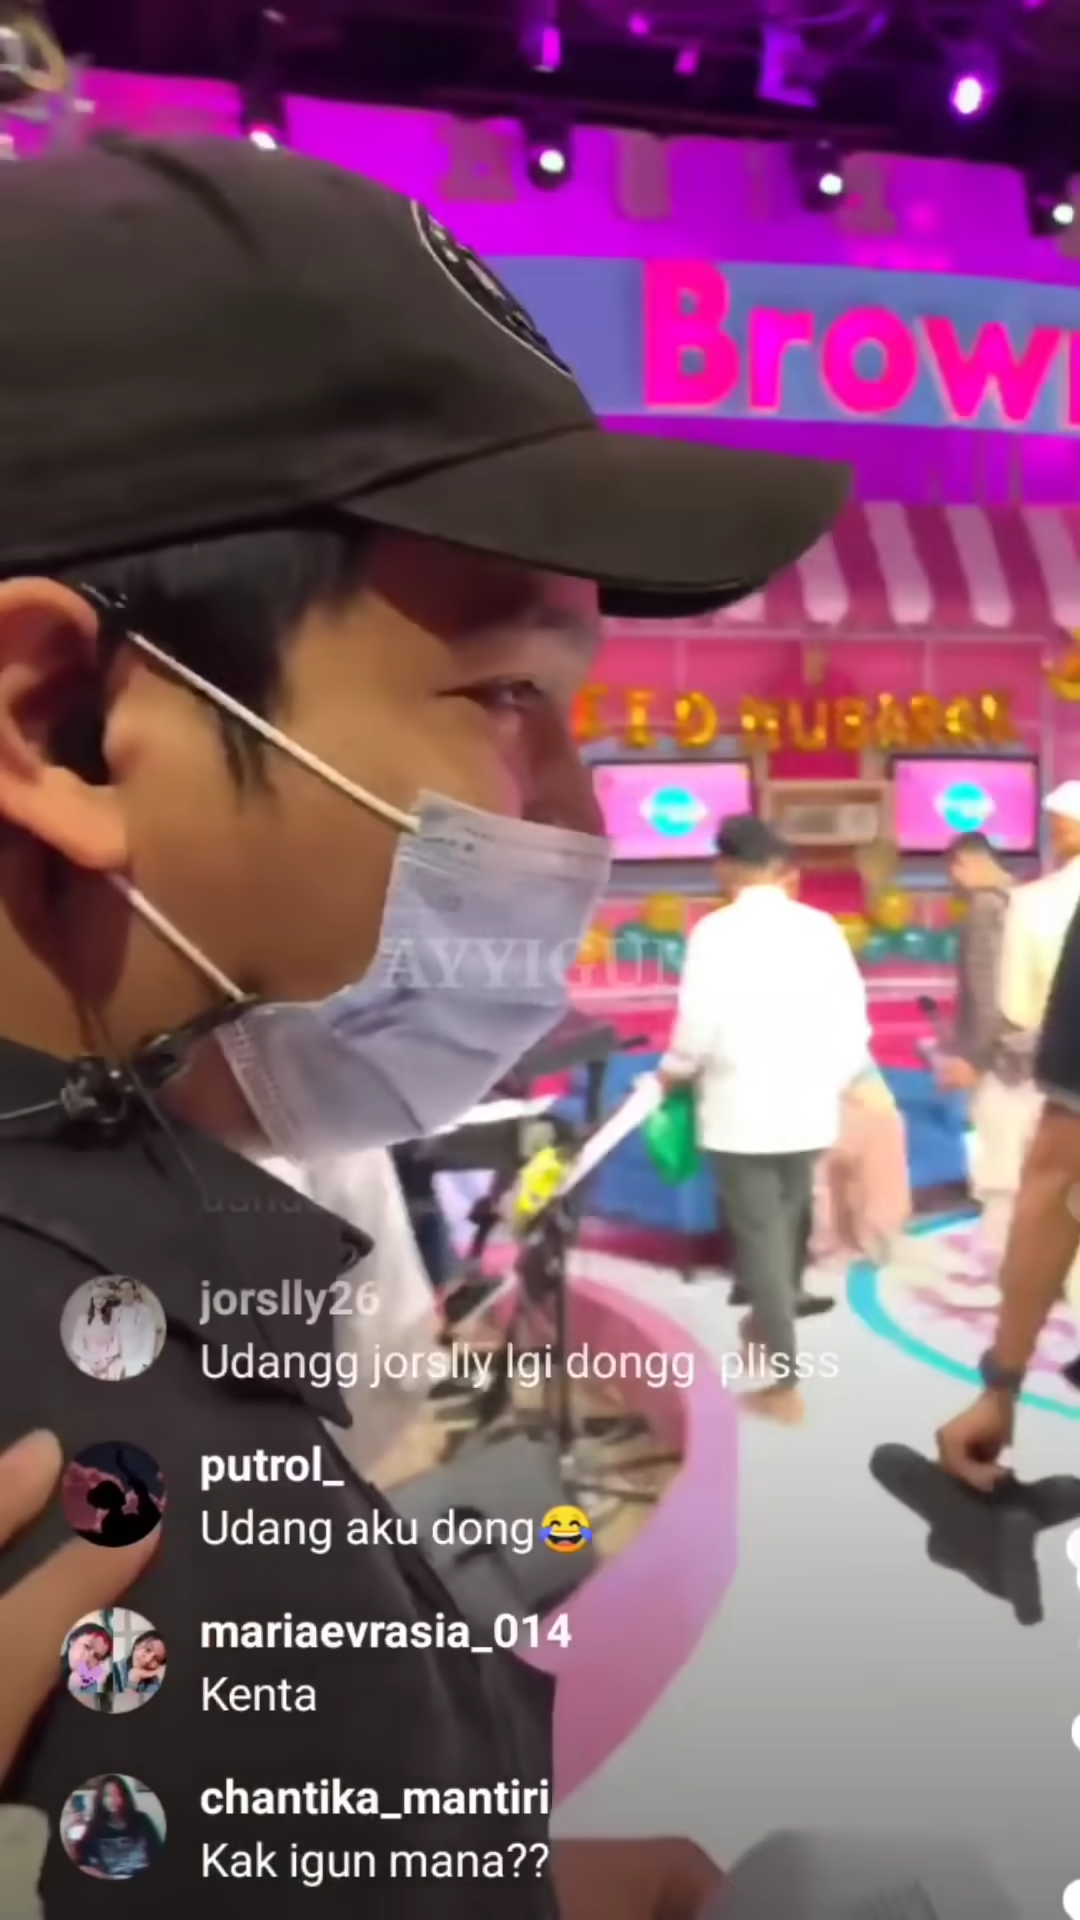 Brow
EID MUBARAK
AYYIGUN
jorslly26
Udangg jorslly lgi dongg plisss
putrol_
Udang aku dong😂
mariaevrasia_014
Kenta
chantika_mantiri
Kak igun mana??